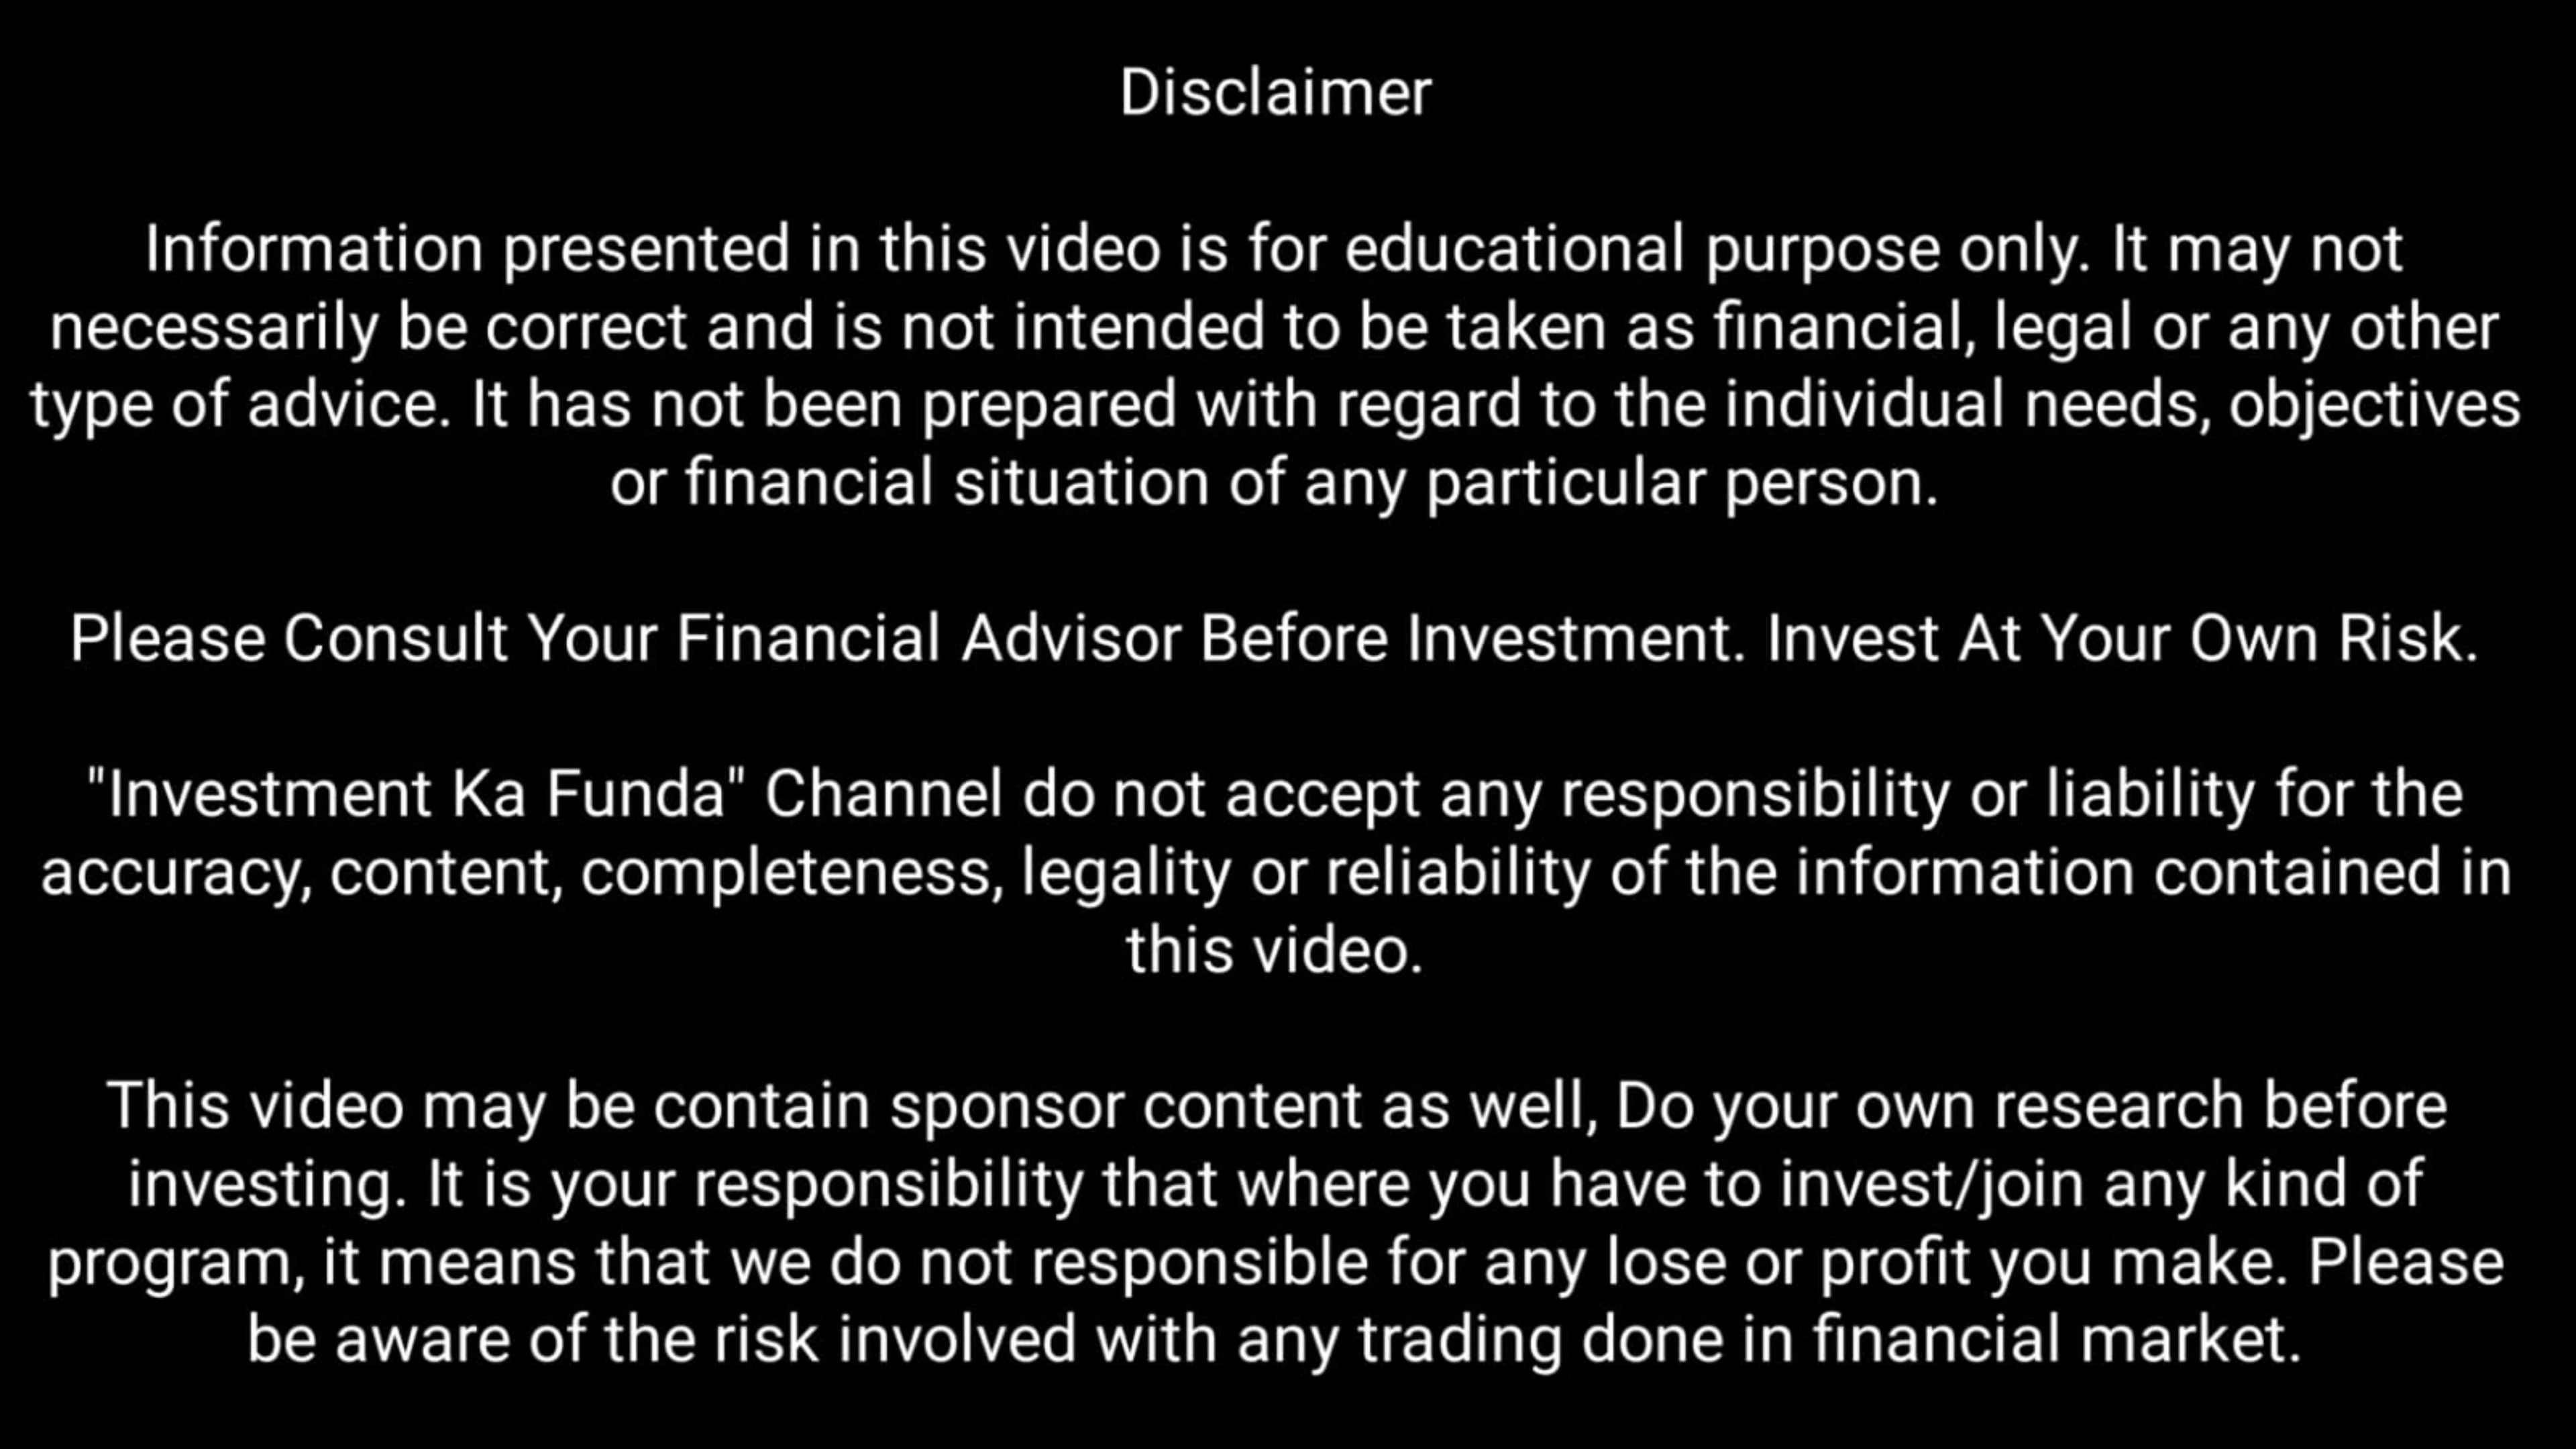 Disclaimer
Information presented in this video is for educational purpose only. It may not
necessarily be correct and is not intended to be taken as financial, legal or any other
type of advice. It has not been prepared with regard to the individual needs, objectives
or financial situation of any particular person.
Please Consult Your Financial Advisor Before Investment. Invest At Your Own Risk.
"Investment Ka Funda" Channel do not accept any responsibility or liability for the
accuracy, content, completeness, legality or reliability of the information contained in
this video.
This video may be contain sponsor content as well, Do your own research before
investing. It is your responsibility that where you have to invest/join any kind of
program, it means that we do not responsible for any lose or profit you make. Please
be aware of the risk involved with any trading done in financial market.